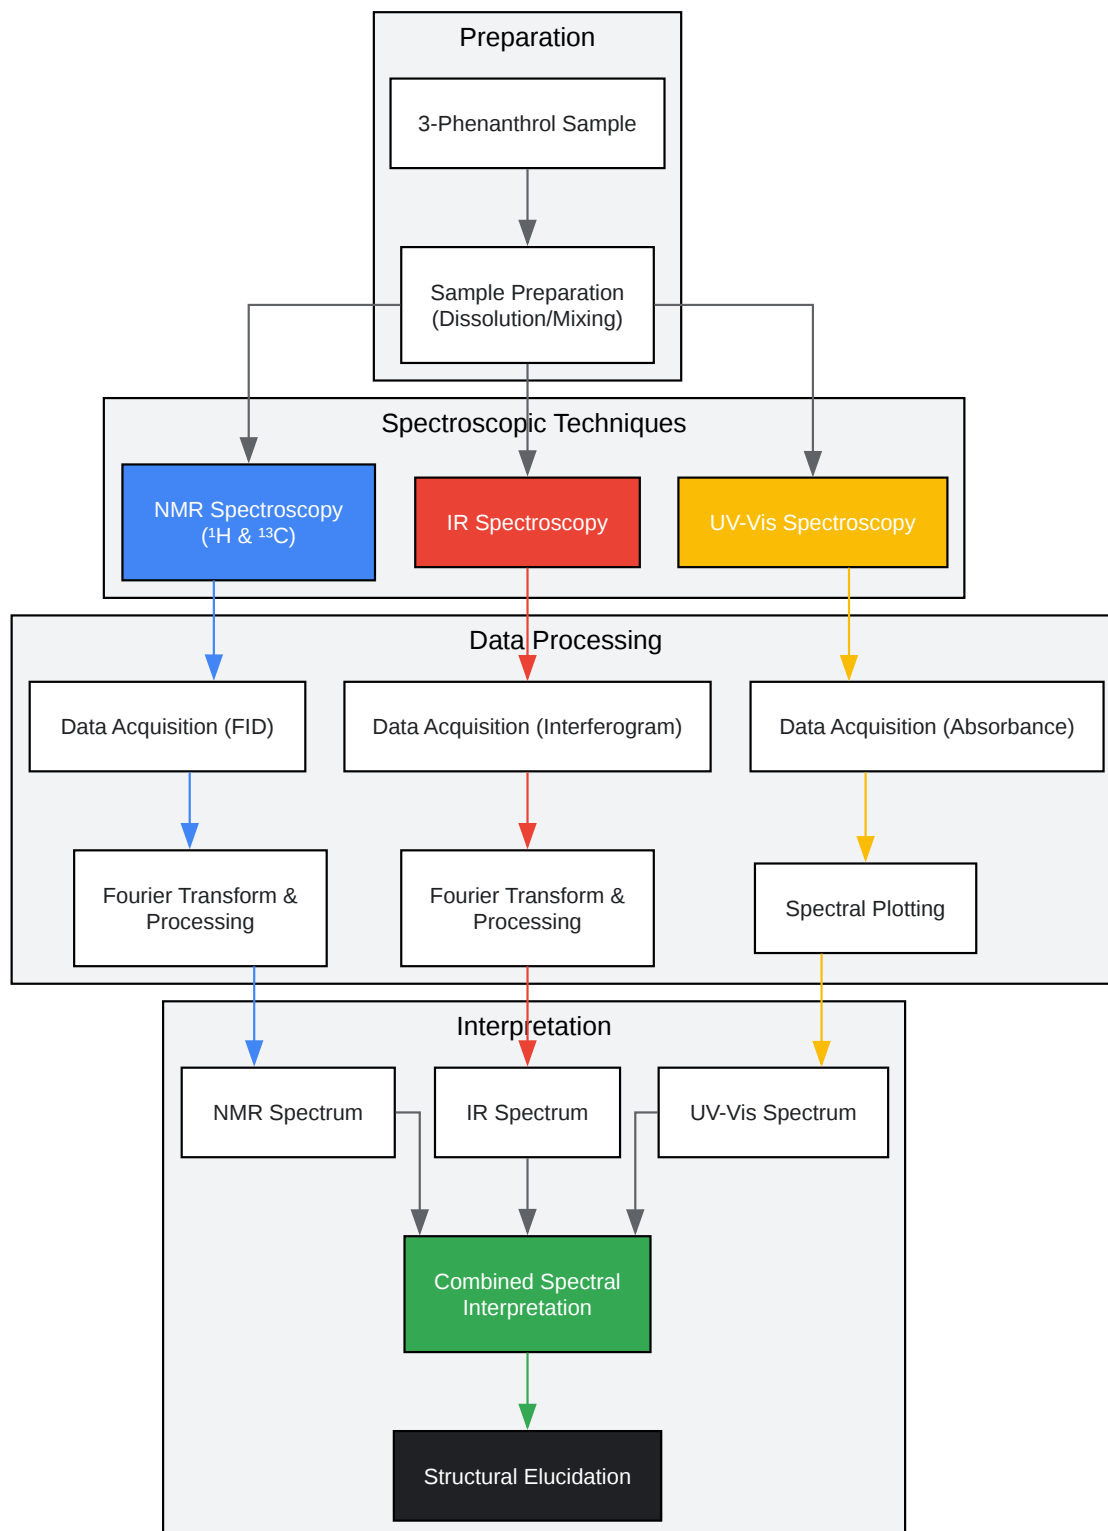 Preparation
3-Phenanthrol Sample
Sample Preparation
(Dissolution/Mixing)
Spectroscopic Techniques
NMR Spectroscopy
(¹H & ¹³C)
IR Spectroscopy
UV-Vis Spectroscopy
Data Processing
Data Acquisition (FID)
Data Acquisition (Interferogram)
Data Acquisition (Absorbance)
Fourier Transform &
Processing
Fourier Transform &
Processing
Spectral Plotting
Interpretation
NMR Spectrum
IR Spectrum
UV-Vis Spectrum
Combined Spectral
Interpretation
Structural Elucidation